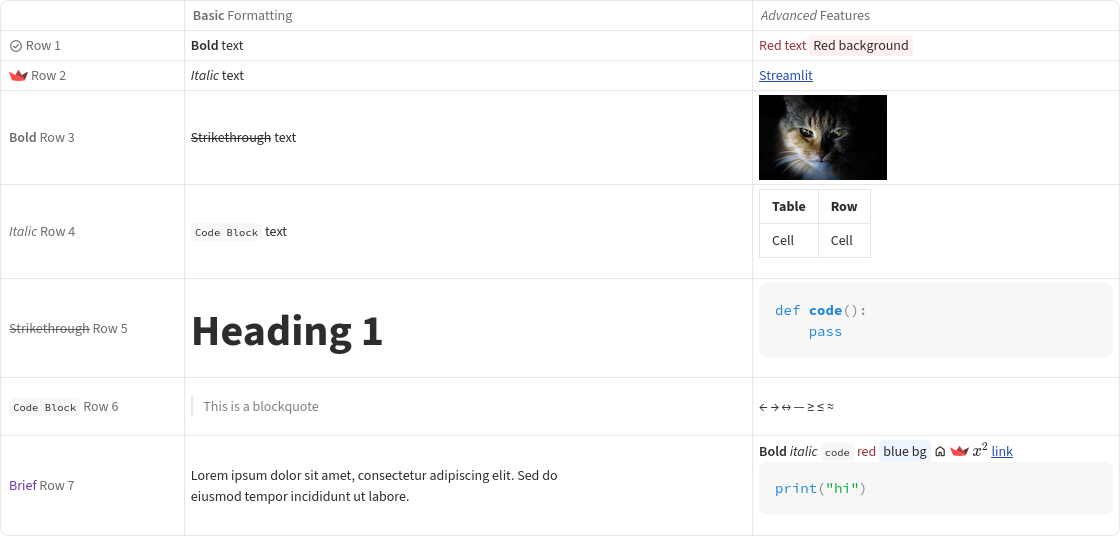 Basic Formatting
Advanced Features
Row 1
Bold text
Red text Red background
Row 2
Italic text
Streamlit
Bold Row 3
Strikethrough text
Italic Row 4
Code Block text
Table Row
Cell Cell
Strikethrough Row 5
Heading 1
def code():
    pass
Code Block Row 6
This is a blockquote
← → ↔ — ≥ ≤ ≈
Brief Row 7
Lorem ipsum dolor sit amet, consectetur adipiscing elit. Sed do
eiusmod tempor incididunt ut labore.
Bold italic code red blue bg x² link
print("hi")